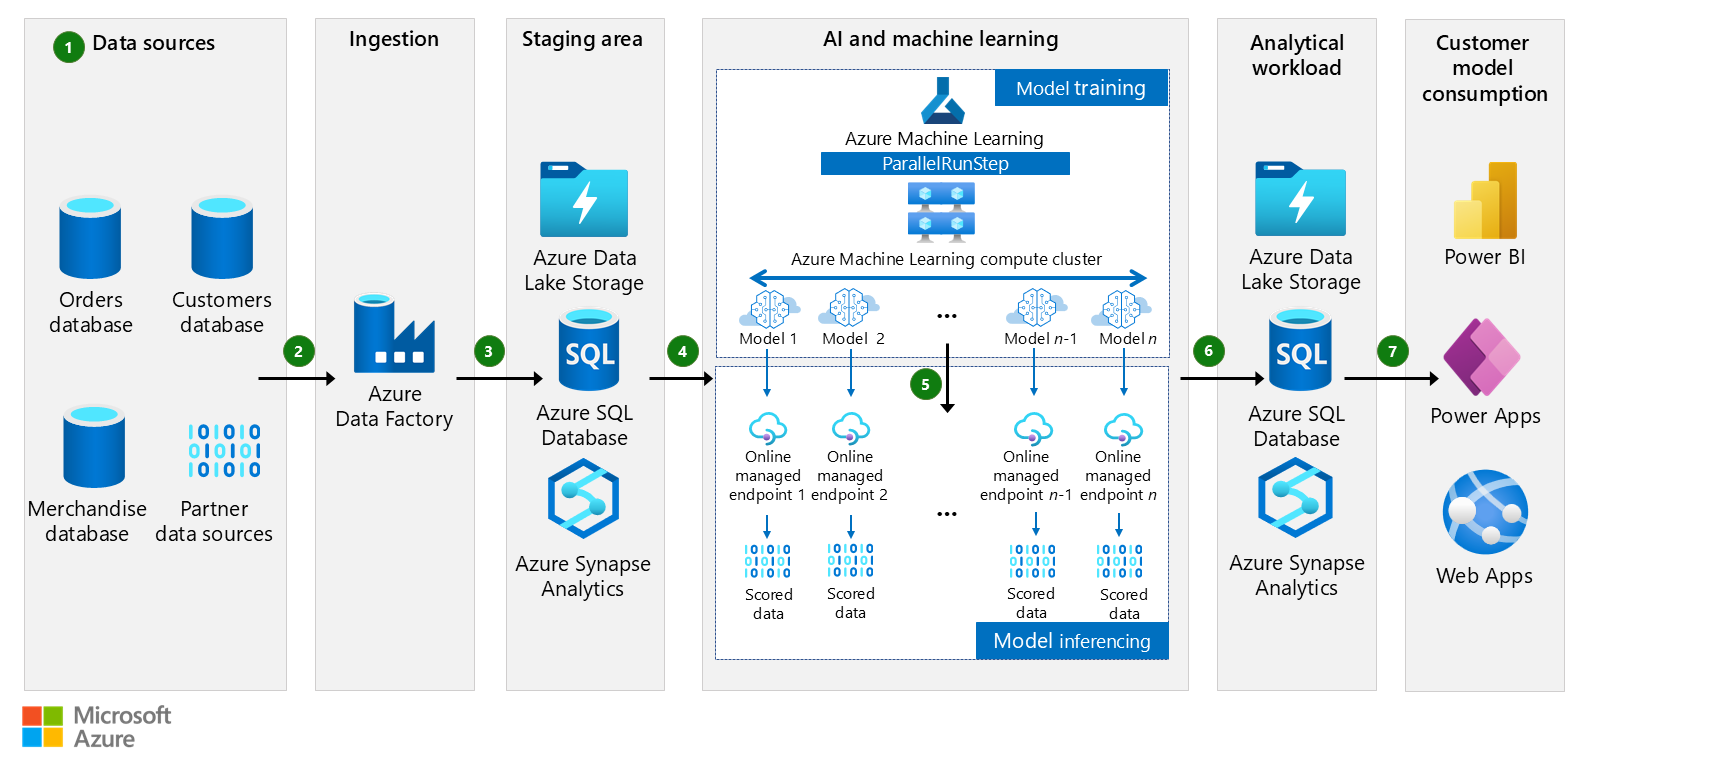 1 Data sources
Orders
database
Customers
database
Merchandise
database
Partner
data sources
2
Ingestion
Azure
Data Factory
3
Staging area
Azure Data
Lake Storage
SQL
Azure SQL
Database
Azure Synapse
Analytics
4
AI and machine learning
Model training
Azure Machine Learning
ParallelRunStep
Azure Machine Learning compute cluster
Model 1
Model 2
...
Model n-1
Model n
5
Online
managed
endpoint 1
Online
managed
endpoint 2
...
Online
managed
endpoint n-1
Online
managed
endpoint n
Scored
data
Scored
data
Scored
data
Scored
data
Model inferencing
6
Analytical
workload
Azure Data
Lake Storage
SQL
Azure SQL
Database
Azure Synapse
Analytics
7
Customer
model
consumption
Power BI
Power Apps
Web Apps
Microsoft
Azure